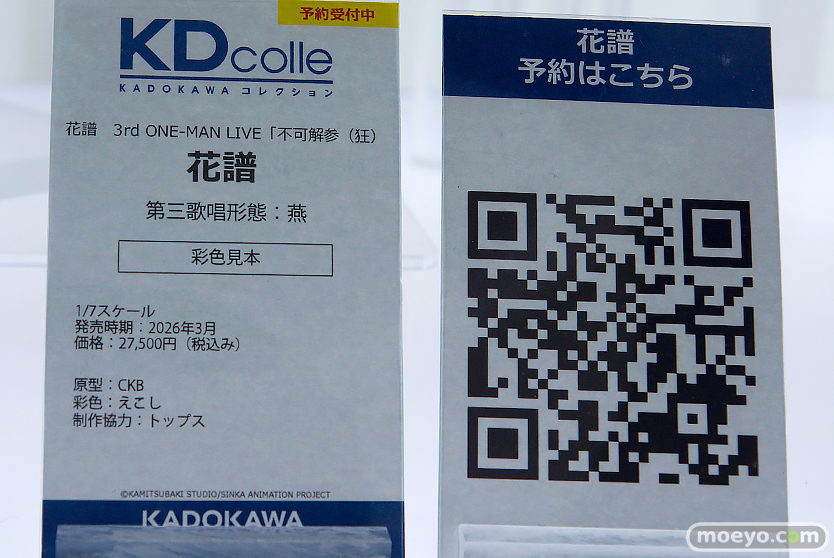 予約受付中
KDcolle
KADOKAWA コレクション
花譜 3rd ONE-MAN LIVE「不可解参（狂）
花譜
第三歌唱形態：燕
彩色見本
1/7スケール
発売時期：2026年3月
価格：27,500円（税込み）
原型：CKB
彩色：えこし
制作協力：トップス
©KAMITSUBAKI STUDIO/SINKA ANIMATION PROJECT
KADOKAWA
花譜
予約はこちら
moeyo.com